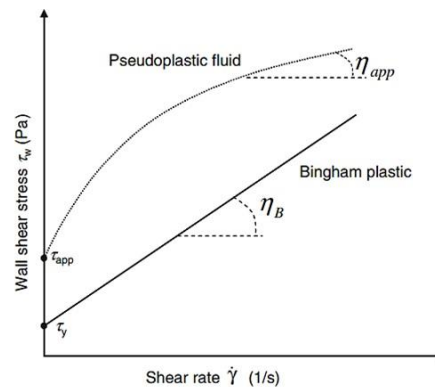 Pseudoplastic fluid
η_app
Bingham plastic
η_B
τ_app
τ_y
Wall shear stress τ_w (Pa)
Shear rate γ̇ (1/s)